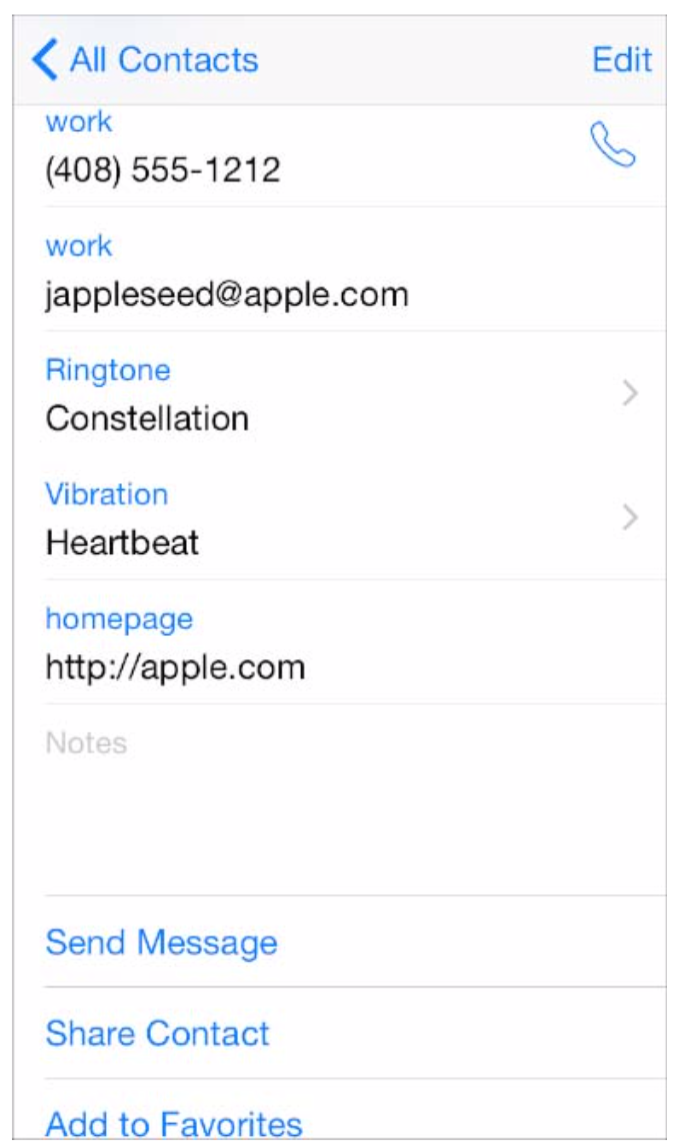 All Contacts
Edit
work
(408) 555-1212
work
jappleseed@apple.com
Ringtone
Constellation
Vibration
Heartbeat
homepage
http://apple.com
Notes
Send Message
Share Contact
Add to Favorites